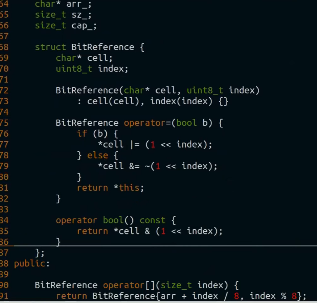 64 char* arr_;
65 size_t sz_;
66 size_t cap_;
67
68 struct BitReference {
69 char* cell;
70 uint8_t index;
71
72 BitReference(char* cell, uint8_t index)
73 : cell(cell), index(index) {}
74
75 BitReference operator=(bool b) {
76 if (b) {
77 *cell |= (1 << index);
78 } else {
79 *cell &= ~(1 << index);
80 }
81 return *this;
82 }
83
84 operator bool() const {
85 return *cell & (1 << index);
86 }
87 };
88 public:
89
90 BitReference operator[](size_t index) {
91 return BitReference{arr + index / 8, index % 8};